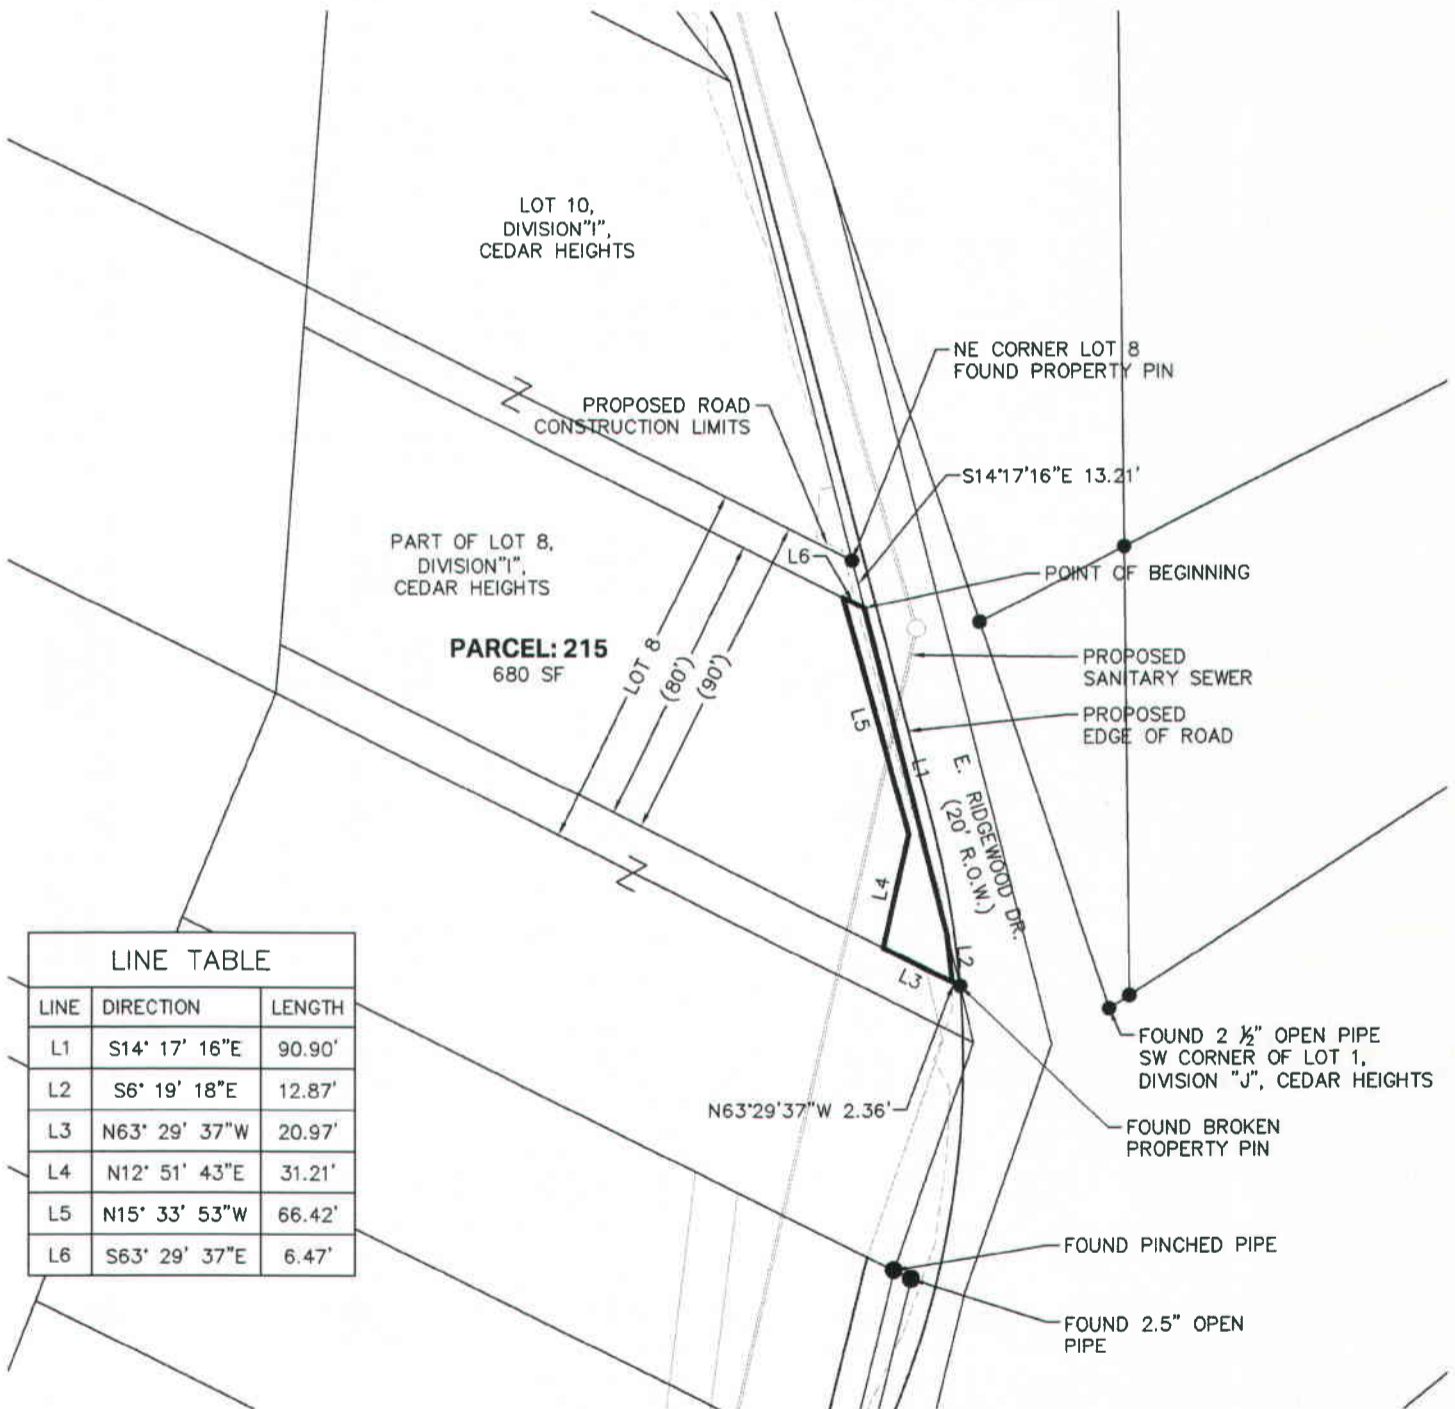 LOT 10,
DIVISION"I",
CEDAR HEIGHTS
NE CORNER LOT 8
FOUND PROPERTY PIN
PROPOSED ROAD
CONSTRUCTION LIMITS
S14°17'16"E 13.21'
PART OF LOT 8,
DIVISION"I",
CEDAR HEIGHTS
L6
POINT OF BEGINNING
PARCEL: 215
680 SF
LOT 8
(80')
(90')
PROPOSED
SANITARY SEWER
L5
PROPOSED
EDGE OF ROAD
L1
E. RIDGEWOOD DR.
(20' R.O.W.)
L4
L2
L3
LINE TABLE
LINE DIRECTION LENGTH
L1 S14° 17' 16"E 90.90'
L2 S6° 19' 18"E 12.87'
L3 N63° 29' 37"W 20.97'
L4 N12° 51' 43"E 31.21'
L5 N15° 33' 53"W 66.42'
L6 S63° 29' 37"E 6.47'
FOUND 2 ½" OPEN PIPE
SW CORNER OF LOT 1,
DIVISION "J", CEDAR HEIGHTS
N63°29'37"W 2.36'
FOUND BROKEN
PROPERTY PIN
FOUND PINCHED PIPE
FOUND 2.5" OPEN
PIPE